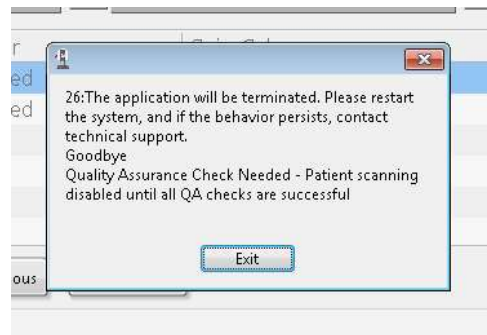 26:The application will be terminated. Please restart
the system, and if the behavior persists, contact
technical support.
Goodbye
Quality Assurance Check Needed - Patient scanning
disabled until all QA checks are successful
Exit